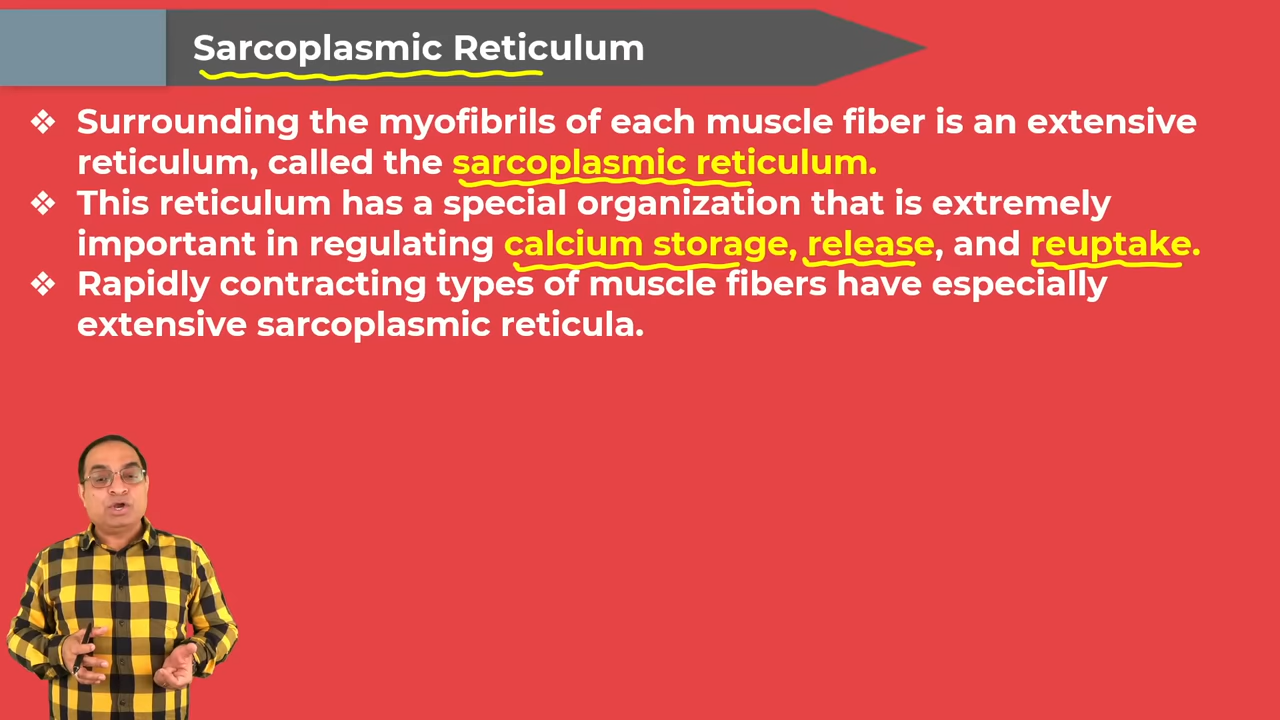 Sarcoplasmic Reticulum
❖ Surrounding the myofibrils of each muscle fiber is an extensive
reticulum, called the sarcoplasmic reticulum.
❖ This reticulum has a special organization that is extremely
important in regulating calcium storage, release, and reuptake.
❖ Rapidly contracting types of muscle fibers have especially
extensive sarcoplasmic reticula.